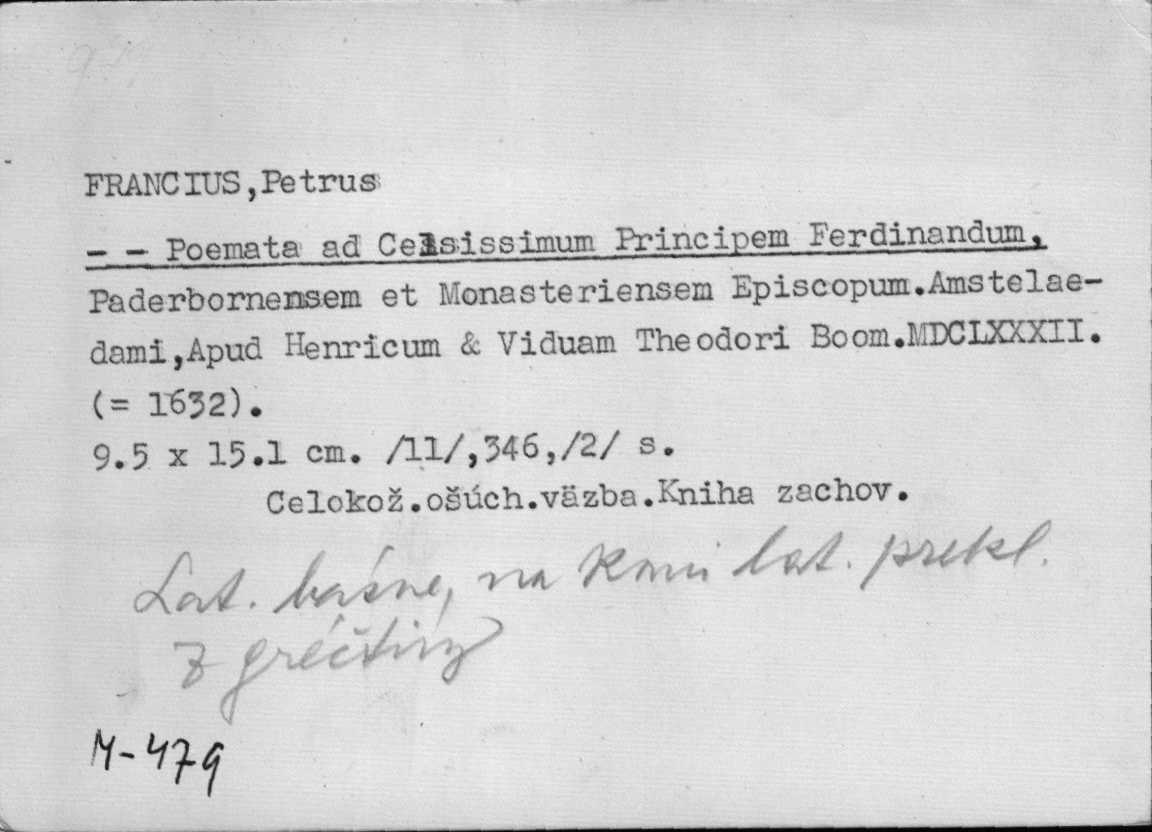 FRANCIUS,Petrus
- - Poemata ad Celsissimum Principem Ferdinandum,
Paderbornensem et Monasteriensem Episcopum.Amstelae-
dami,Apud Henricum & Viduam Theodori Boom.MDCLXXXII.
(= 1632).
9.5 x 15.1 cm. /11/,346,/2/ s.
Celokož.ošúch.väzba.Kniha zachov.
Lat. básne, na konci lat. prekl.
z gréčtiny
M-479